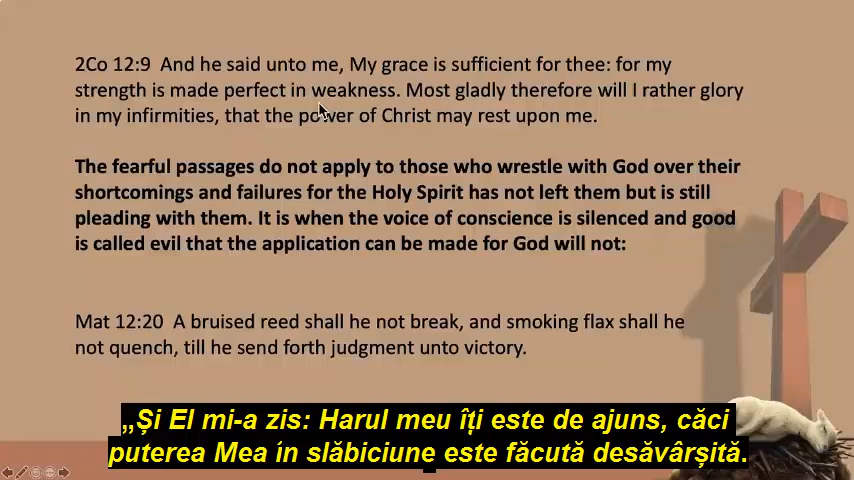 2Co 12:9  And he said unto me, My grace is sufficient for thee: for my
strength is made perfect in weakness. Most gladly therefore will I rather glory
in my infirmities, that the power of Christ may rest upon me.
The fearful passages do not apply to those who wrestle with God over their
shortcomings and failures for the Holy Spirit has not left them but is still
pleading with them. It is when the voice of conscience is silenced and good
is called evil that the application can be made for God will not:
Mat 12:20  A bruised reed shall he not break, and smoking flax shall he
not quench, till he send forth judgment unto victory.
„Și El mi-a zis: Harul meu îți este de ajuns, căci
puterea Mea ín slăbiciune este făcută desăvârșită.